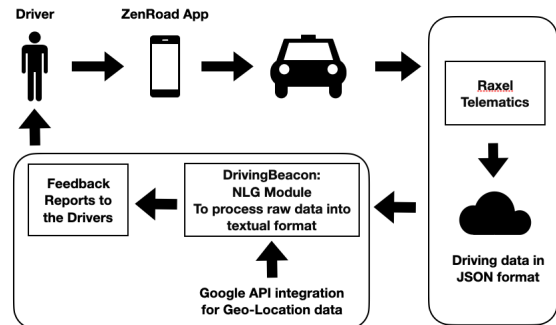 Driver
ZenRoad App
Raxel
Telematics
Driving data in
JSON format
DrivingBeacon:
NLG Module
To process raw data into
textual format
Google API integration
for Geo-Location data
Feedback
Reports to
the Drivers